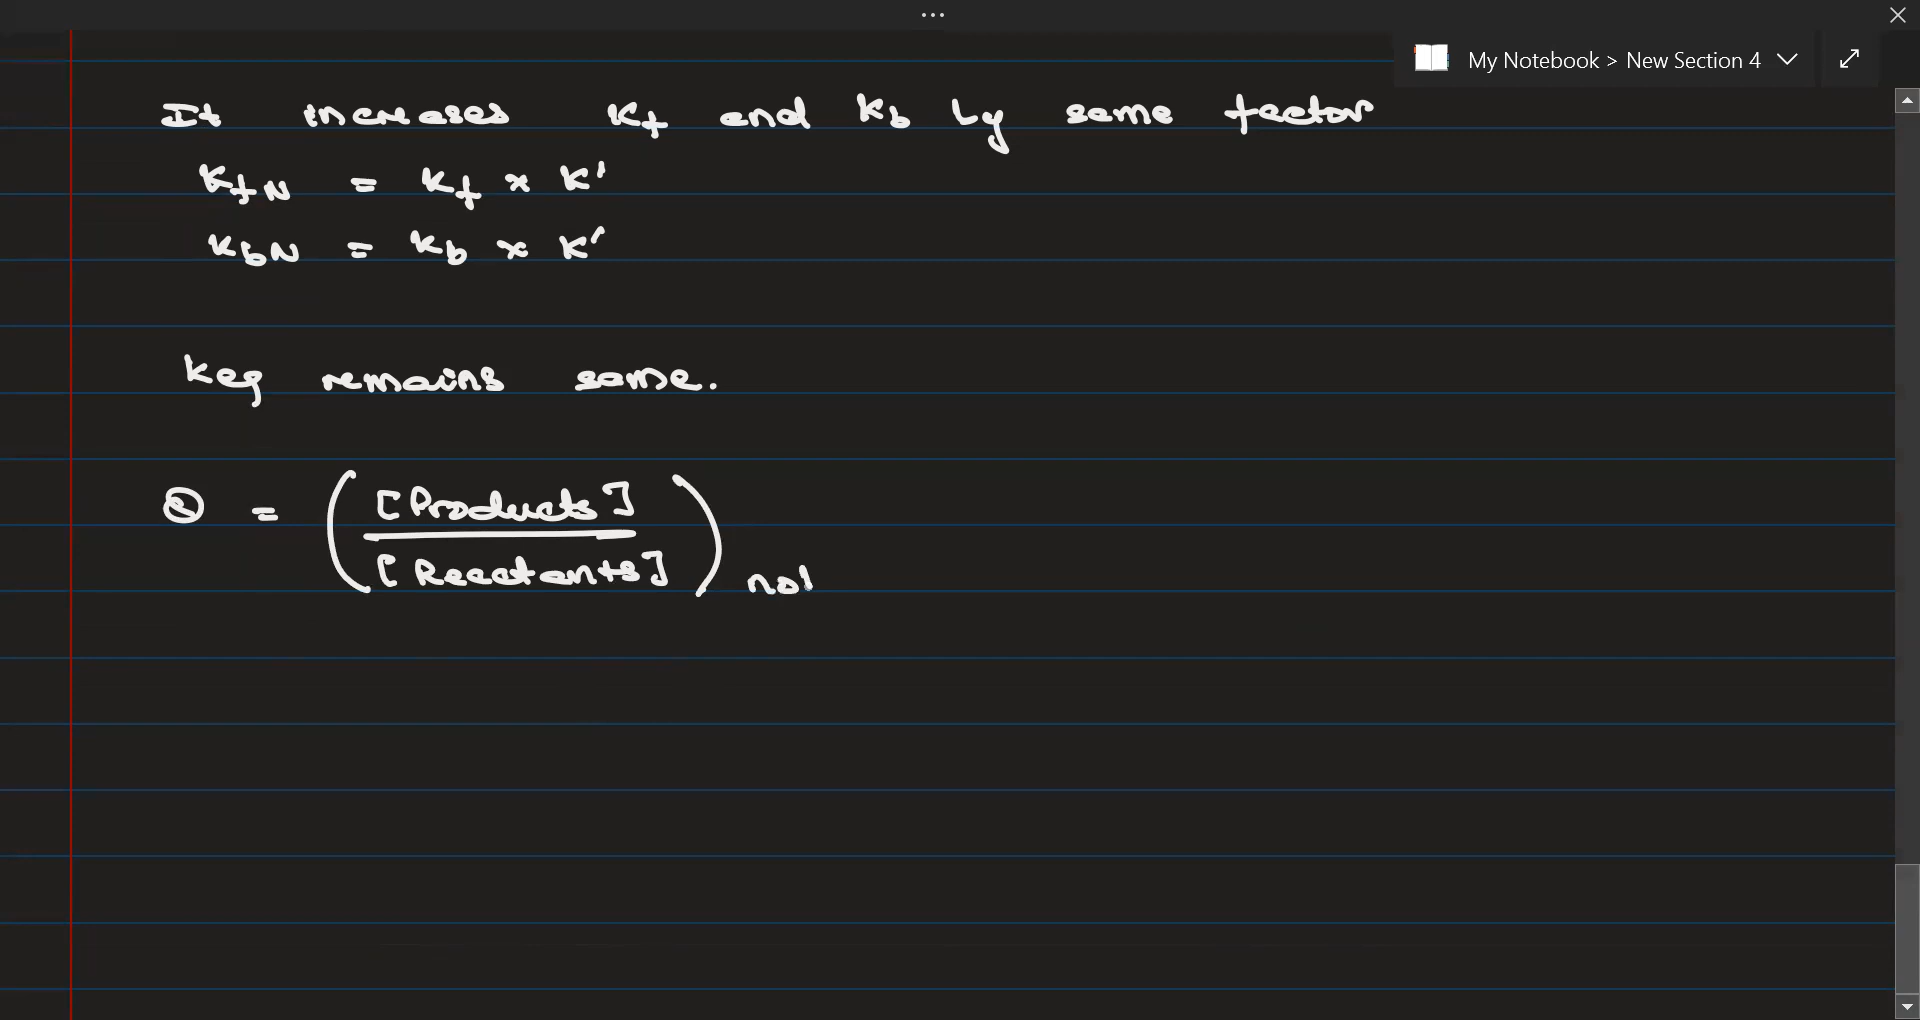 My Notebook > New Section 4
It increases Kf and Kb by same factor
KfN = Kf x K'
KbN = Kb x K'
Keq remains same.
Q = ([Products]/[Reactants]) not